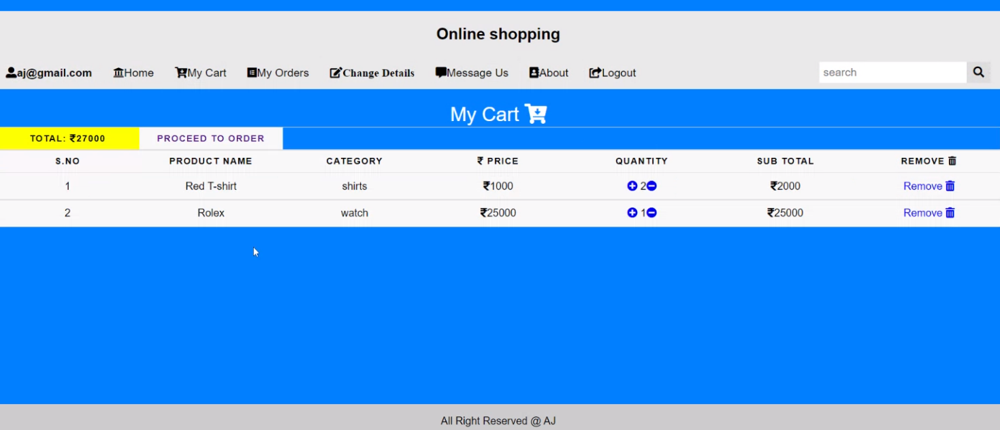 Online shopping
aj@gmail.com Home My Cart My Orders Change Details Message Us About Logout search
My Cart
TOTAL: ₹27000 PROCEED TO ORDER
S.NO PRODUCT NAME CATEGORY ₹ PRICE QUANTITY SUB TOTAL REMOVE
1 Red T-shirt shirts ₹1000 2 ₹2000 Remove
2 Rolex watch ₹25000 1 ₹25000 Remove
All Right Reserved @ AJ